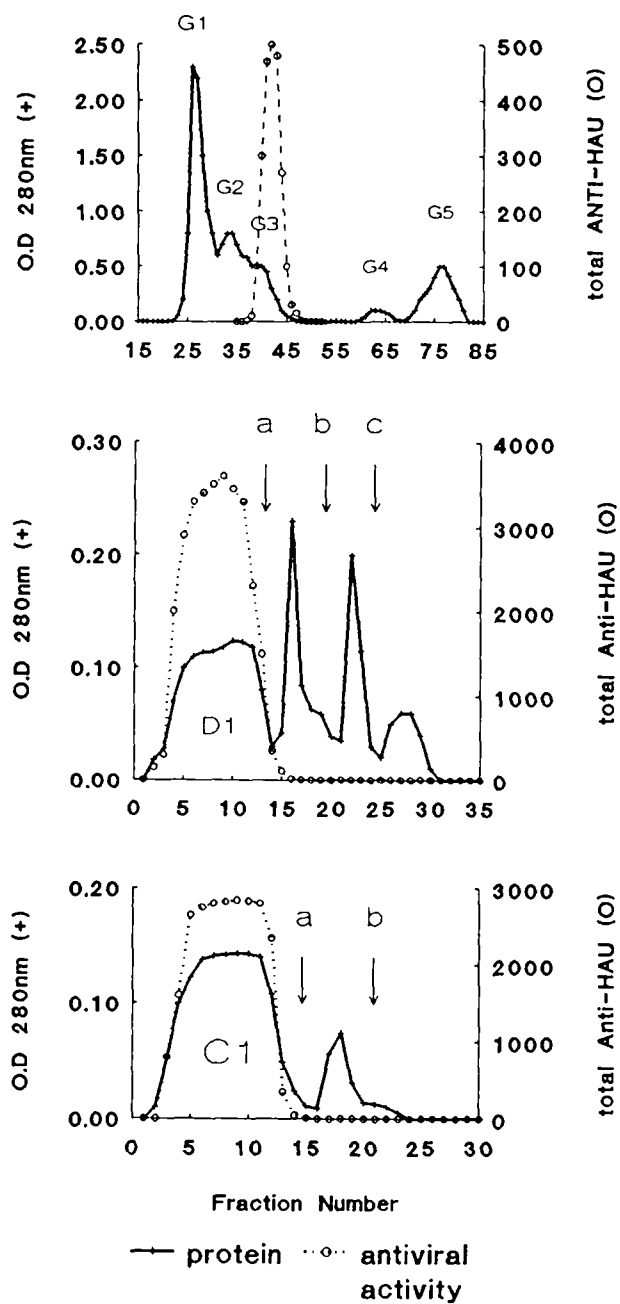 G1
2.50
2.00
1.50
1.00
0.50
0.00
O.D 280nm (+)
G2
G3
G4
G5
500
400
300
200
100
0
total ANTI-HAU (O)
15 25 35 45 55 65 75 85
a b c
0.30
0.20
0.10
0.00
O.D 280nm (+)
D1
4000
3000
2000
1000
0
total Anti-HAU (O)
0 5 10 15 20 25 30 35
a b
0.20
0.10
0.00
O.D 280nm (+)
C1
3000
2000
1000
0
total Anti-HAU (O)
0 5 10 15 20 25 30
Fraction Number
protein antiviral
activity